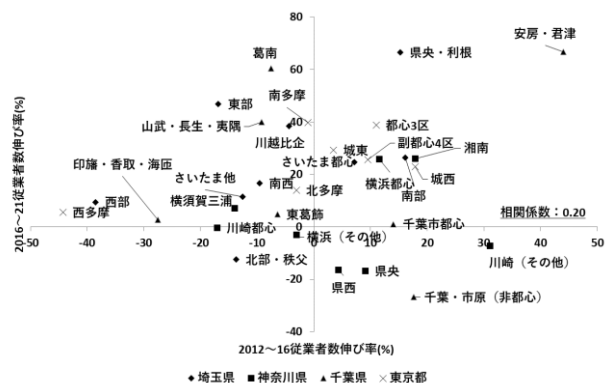 2016～21従業者数伸び率(%)
80
60
40
20
0
-20
-40
-50
-40
-30
-20
-10
0
10
20
30
40
50
安房・君津
県央・利根
葛南
東部
南多摩
都心3区
山武・長生・夷隅
川越比企
城東
副都心4区
湘南
さいたま都心
印旛・香取・海匝
さいたま他
南西
横浜都心
城西
南部
西部
横須賀三浦
北多摩
西多摩
東葛飾
千葉市都心
相関係数：0.20
川崎都心
横浜（その他）
川崎（その他）
北部・秩父
県西
県央
千葉・市原（非都心）
2012～16従業者数伸び率(%)
◆埼玉県 ■神奈川県 ▲千葉県 ×東京都